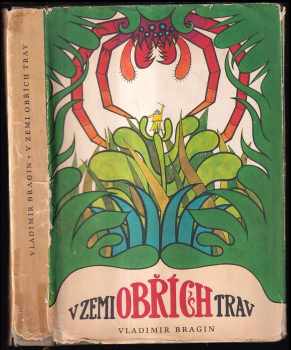 VLADIMIR BRAGIN • V ZEMI OBŘÍCH TRAV
V ZEMI OBŘÍCH TRAV
VLADIMIR BRAGIN